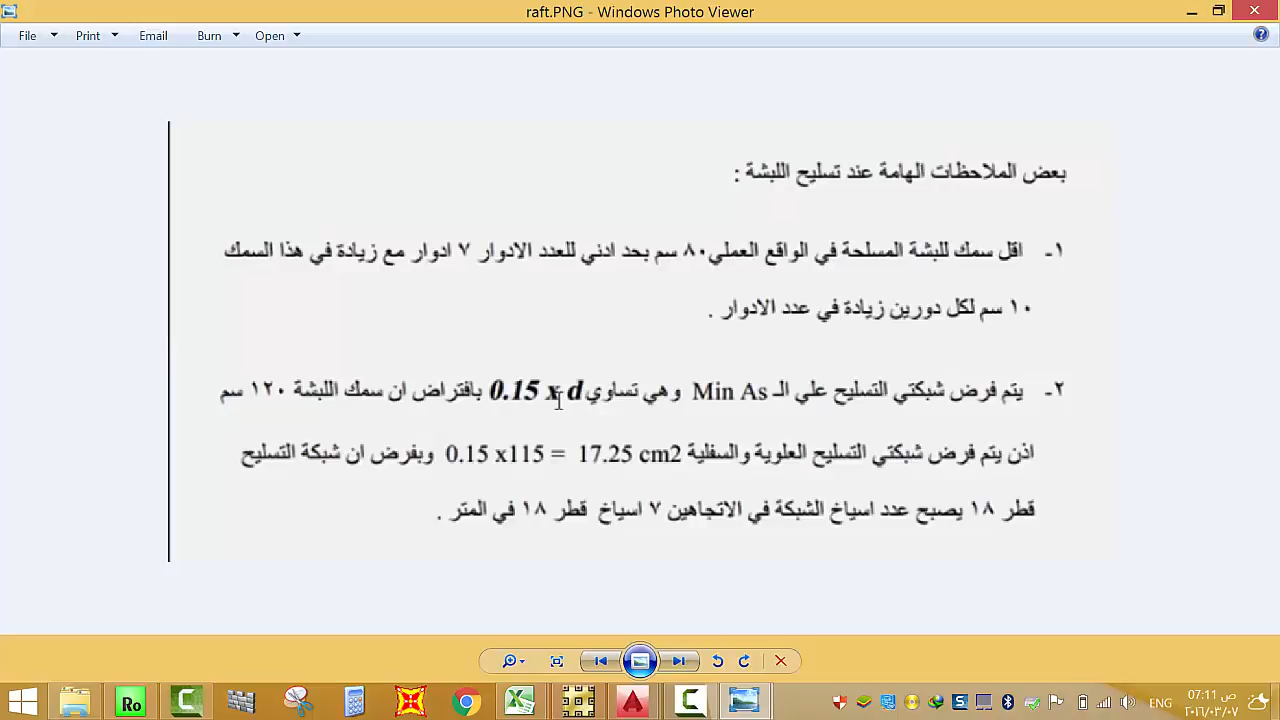 raft.PNG - Windows Photo Viewer
File Print Email Burn Open
بعض الملاحظات الهامة عند تسليح اللبشة :
١- اقل سمك للبشة المسلحة في الواقع العملي٨٠ سم بحد ادني للعدد الادوار ٧ ادوار مع زيادة في هذا السمك
١٠ سم لكل دورين زيادة في عدد الادوار .
٢- يتم فرض شبكتي التسليح علي الـ Min As وهي تساوي 0.15 x d بافتراض ان سمك اللبشة ١٢٠ سم
اذن يتم فرض شبكتي التسليح العلوية والسفلية 0.15 x115 = 17.25 cm2 وبفرض ان شبكة التسليح
قطر ١٨ يصبح عدد اسياخ الشبكة في الاتجاهين ٧ اسياخ قطر ١٨ في المتر .
Ro
ENG
07:11 ص
٢٠١٦/٠٣/٠٧